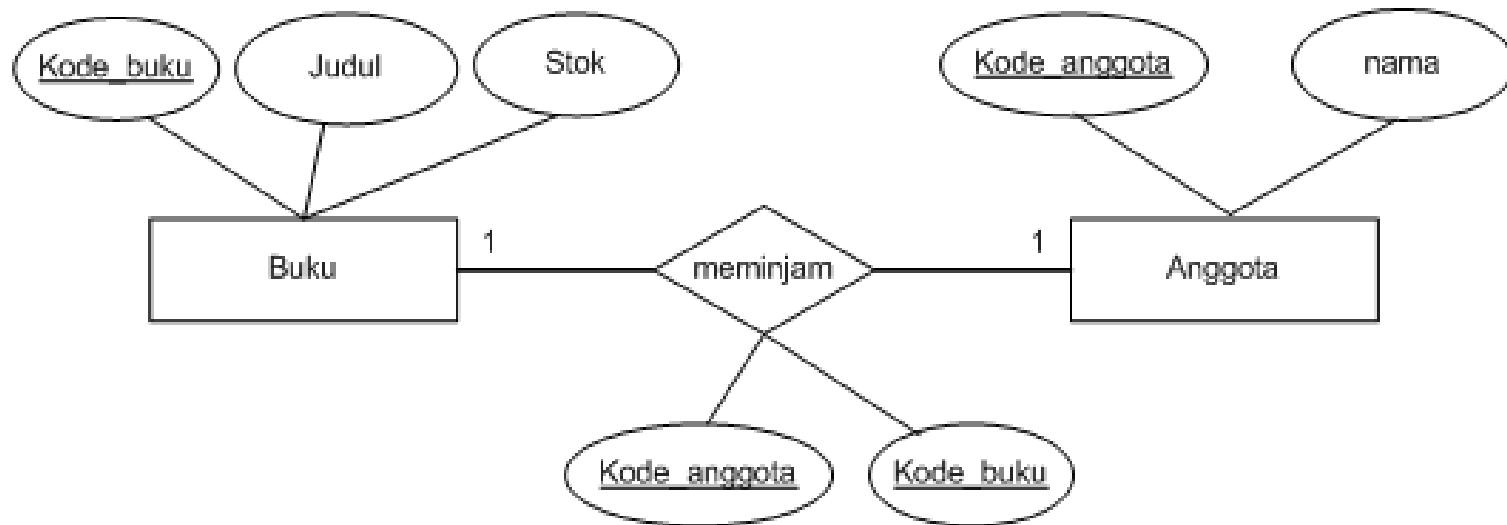 Kode_buku
Judul
Stok
Kode_anggota
nama
Buku
1
meminjam
1
Anggota
Kode_anggota
Kode_buku